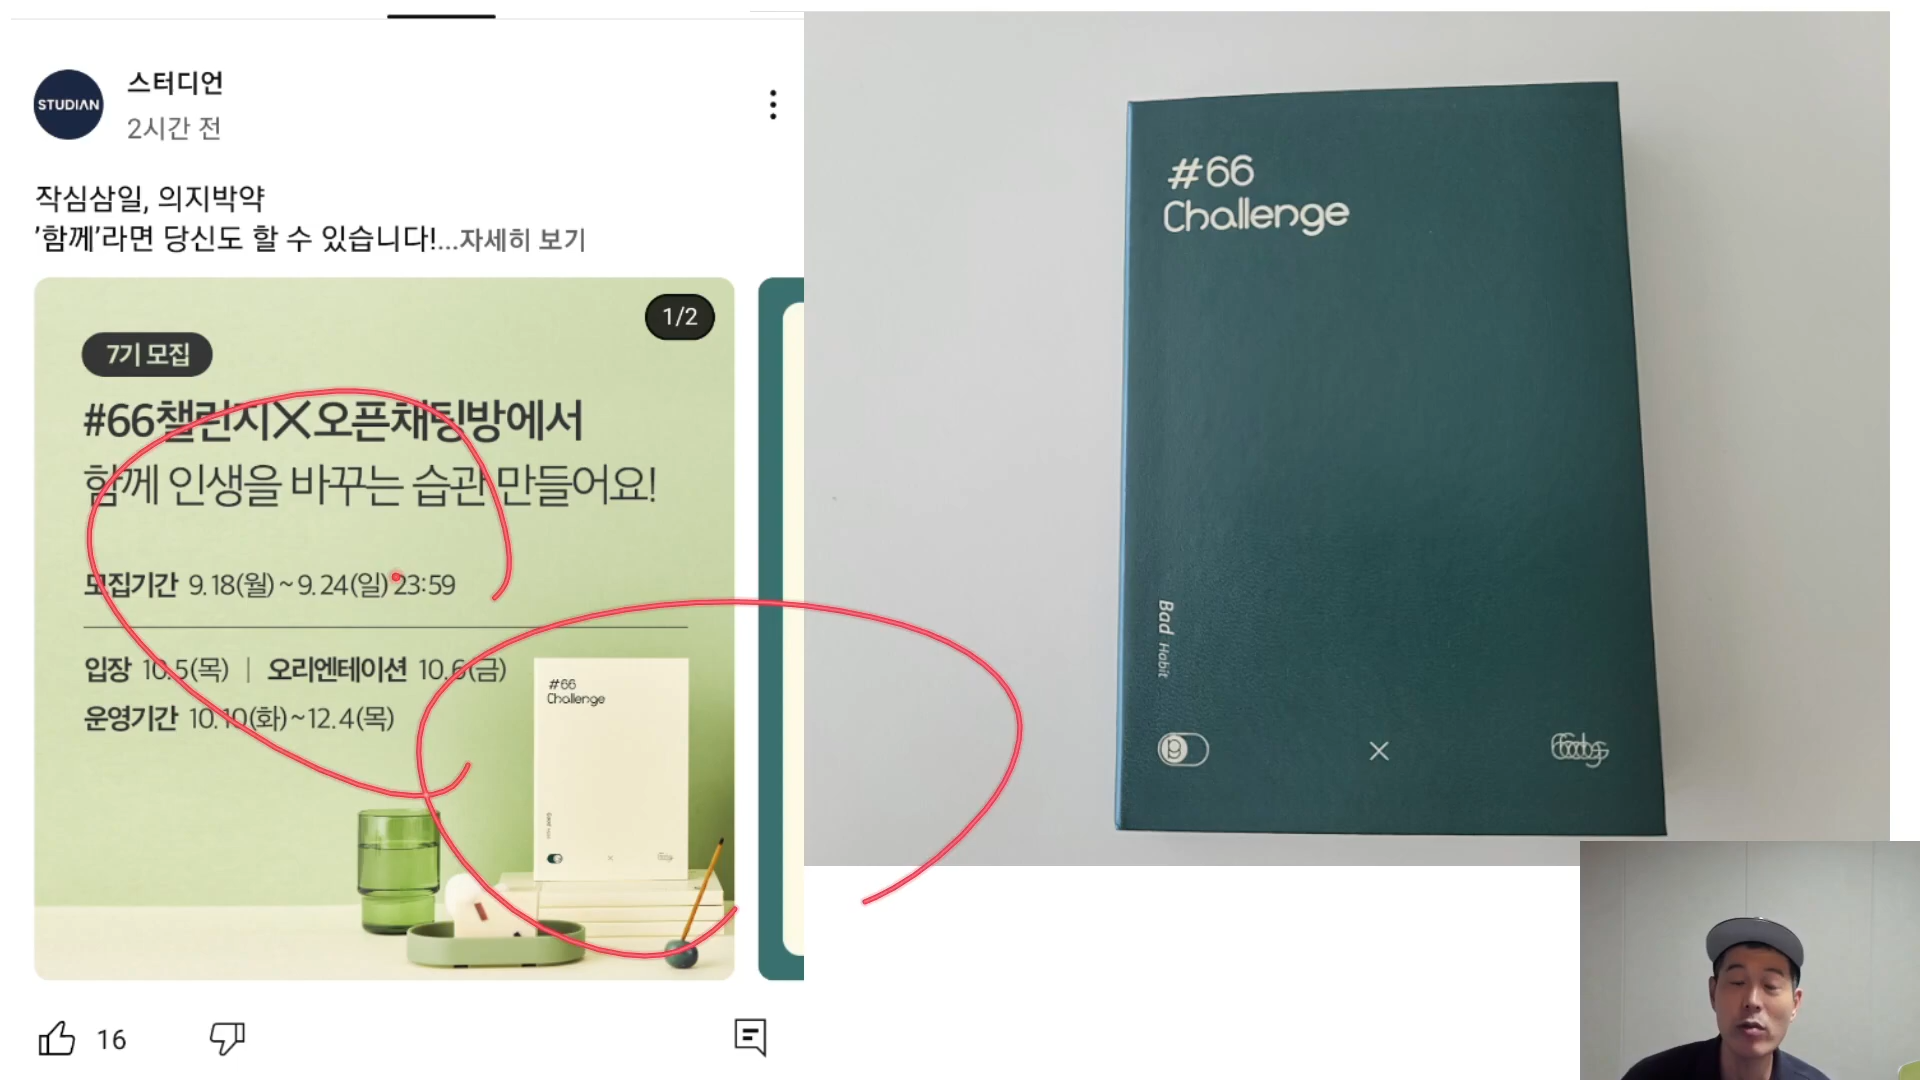 STUDIAN
스터디언
2시간 전
작심삼일, 의지박약
'함께'라면 당신도 할 수 있습니다!...자세히 보기
1/2
7기 모집
#66챌린지X오픈채팅방에서
함께 인생을 바꾸는 습관 만들어요!
모집기간 9.18(월) ~ 9.24(일) 23:59
입장 10.5(목) | 오리엔테이션 10.6(금)
운영기간 10.10(화) ~ 12.4(목)
#66
Challenge
16
#66
Challenge
Bad Habit